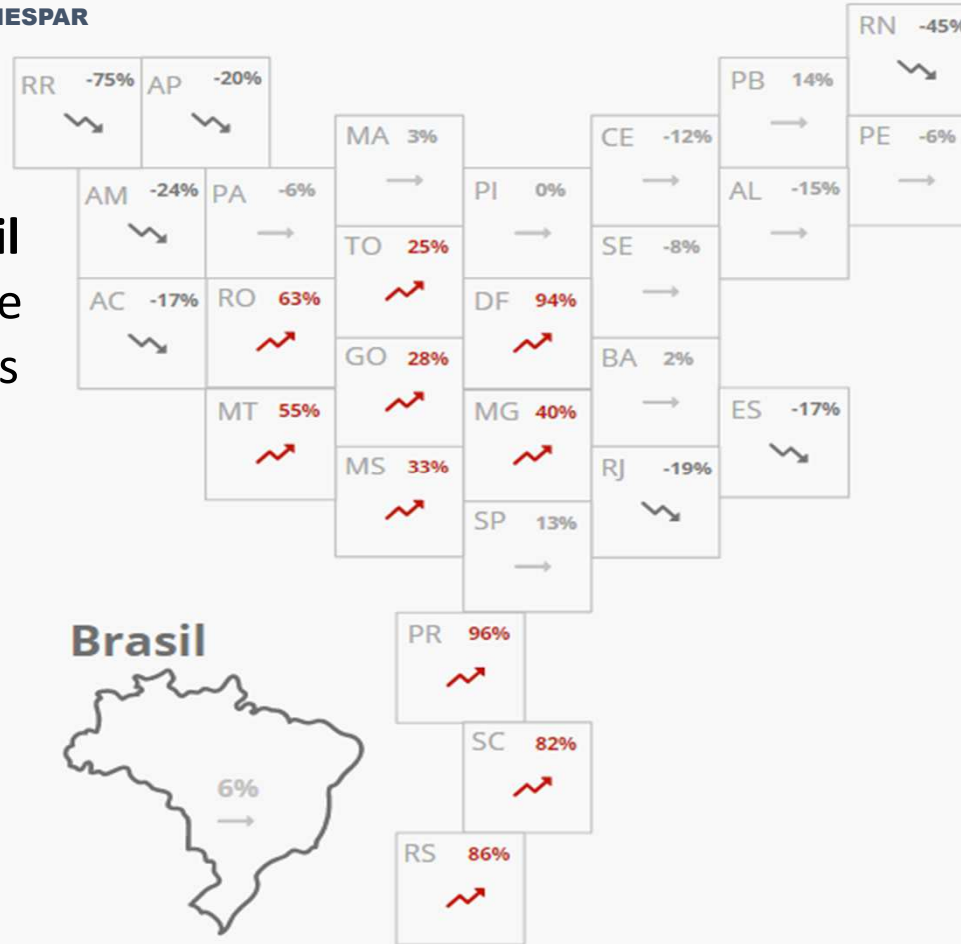 IESPAR
RN -45%
RR -75%
AP -20%
PB 14%
MA 3%
CE -12%
PE -6%
AM -24%
PA -6%
PI 0%
AL -15%
il
TO 25%
SE -8%
e
AC -17%
RO 63%
DF 94%
s
GO 28%
BA 2%
MT 55%
MG 40%
ES -17%
MS 33%
RJ -19%
SP 13%
Brasil
PR 96%
SC 82%
6%
RS 86%